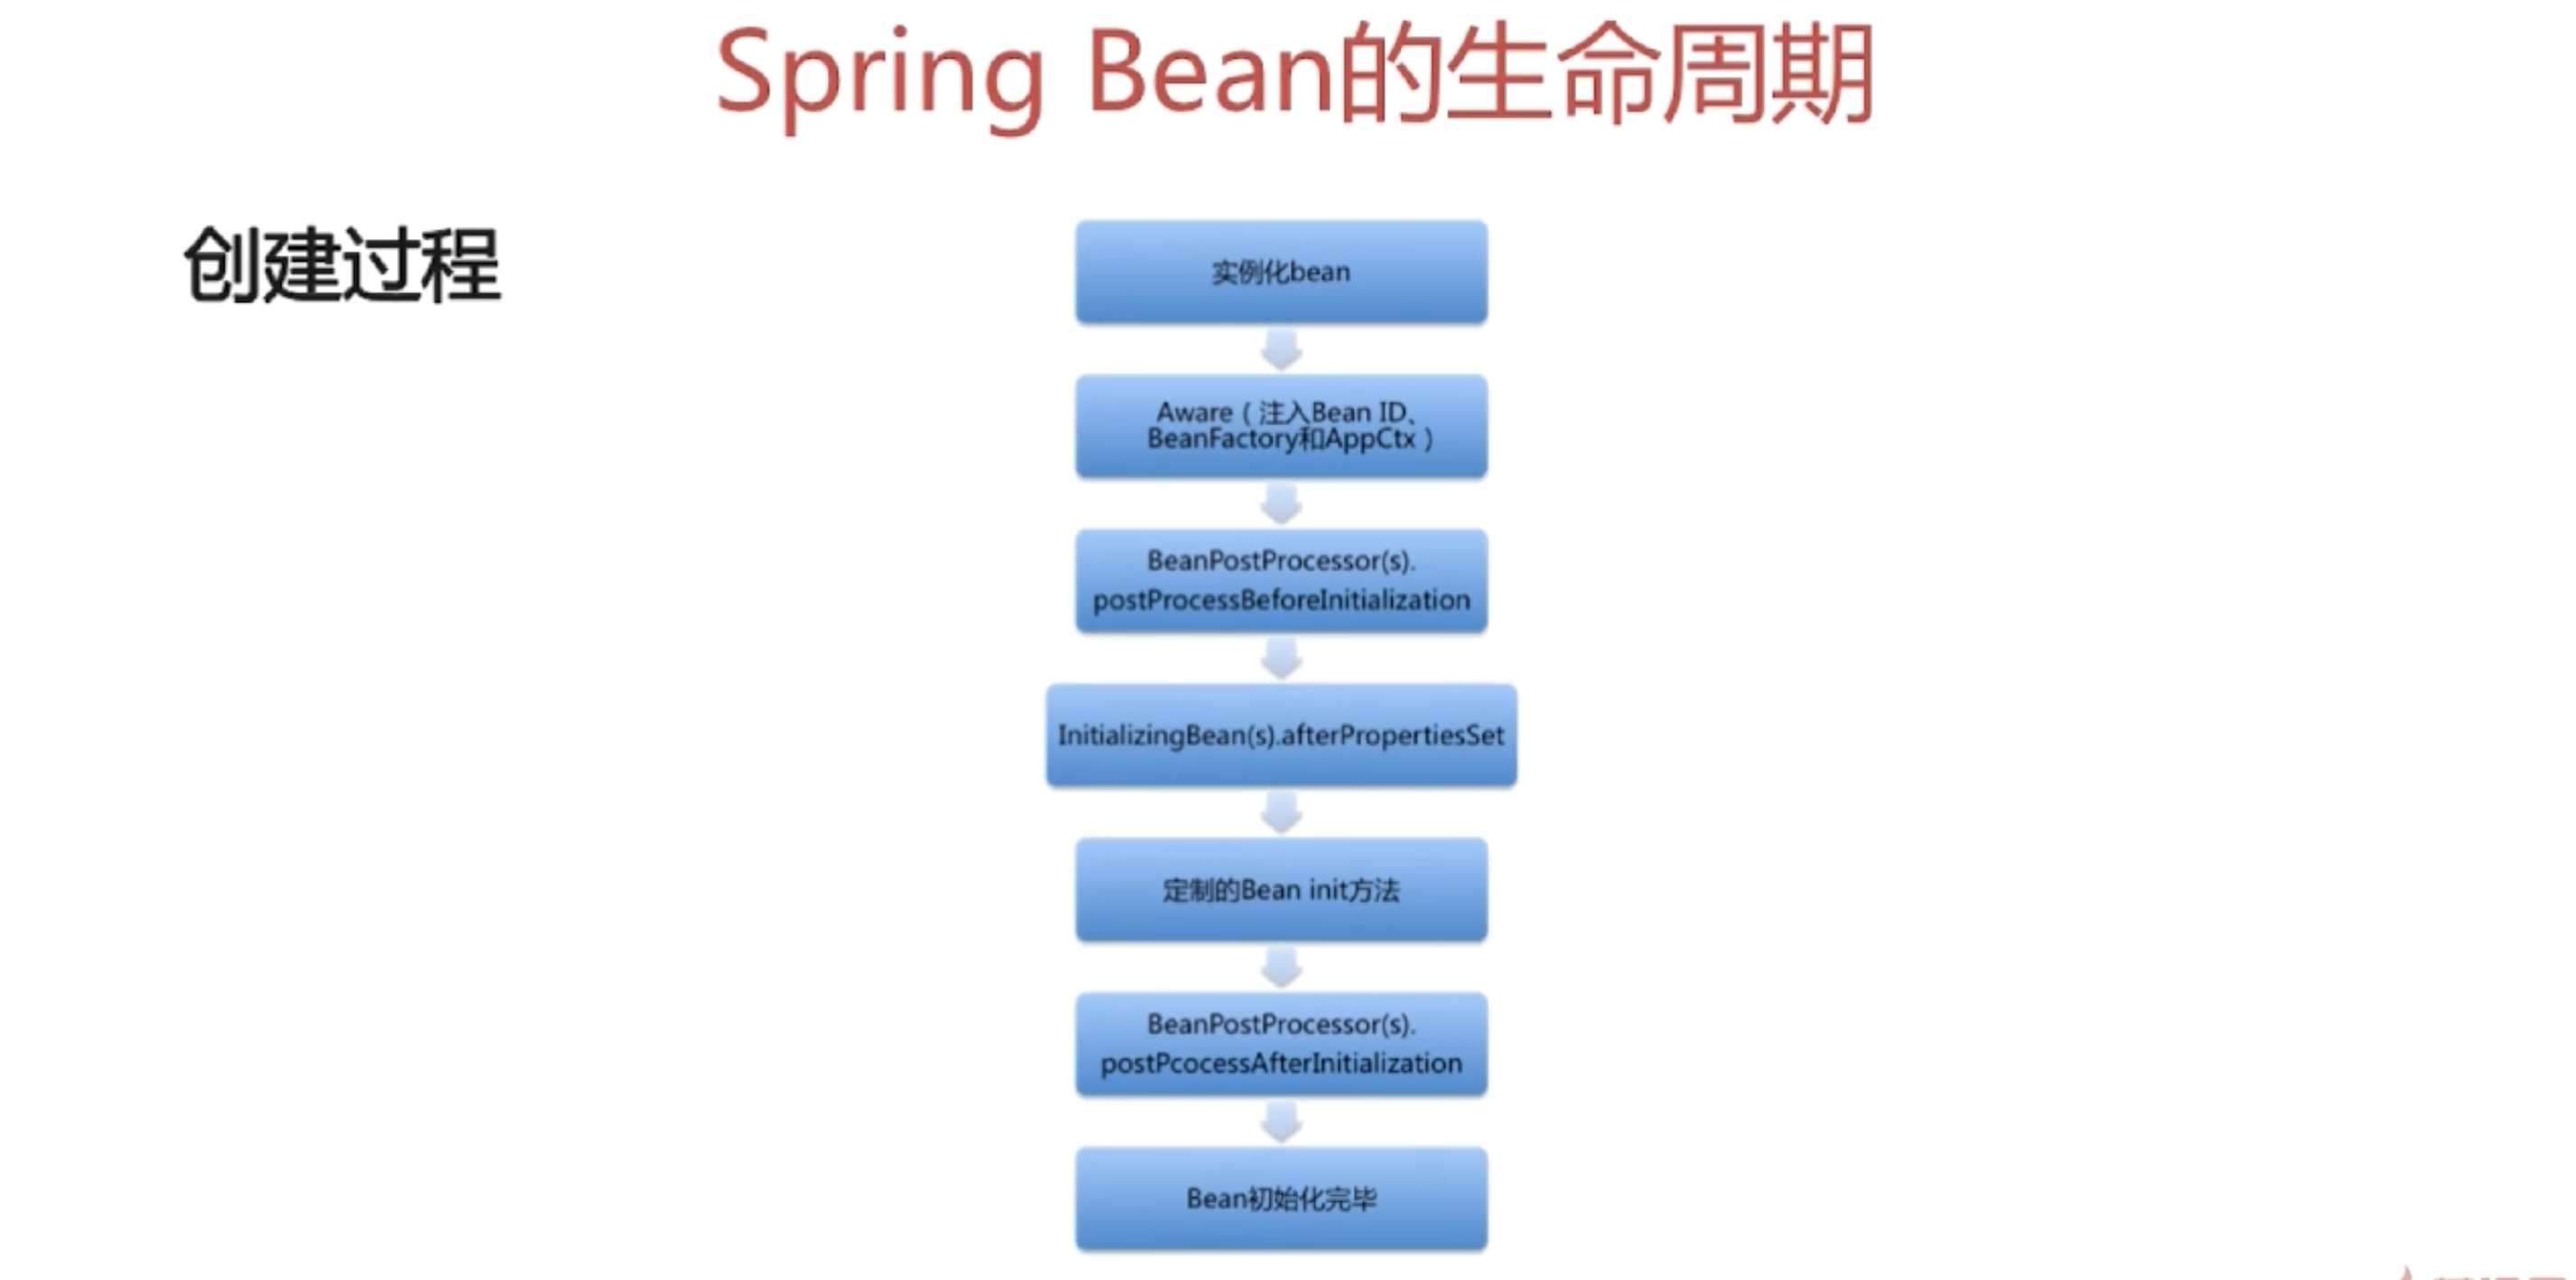 Spring Bean的生命周期
创建过程
实例化bean
Aware（注入Bean ID、
BeanFactory和AppCtx）
BeanPostProcessor(s).
postProcessBeforeInitialization
InitializingBean(s).afterPropertiesSet
定制的Bean init方法
BeanPostProcessor(s).
postPcocessAfterInitialization
Bean初始化完毕